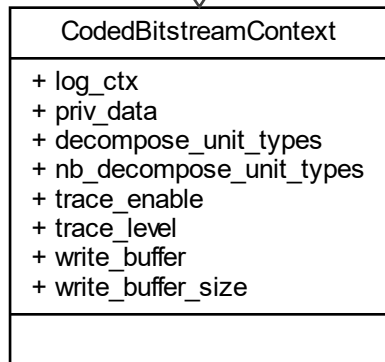 CodedBitstreamContext
+ log_ctx
+ priv_data
+ decompose_unit_types
+ nb_decompose_unit_types
+ trace_enable
+ trace_level
+ write_buffer
+ write_buffer_size